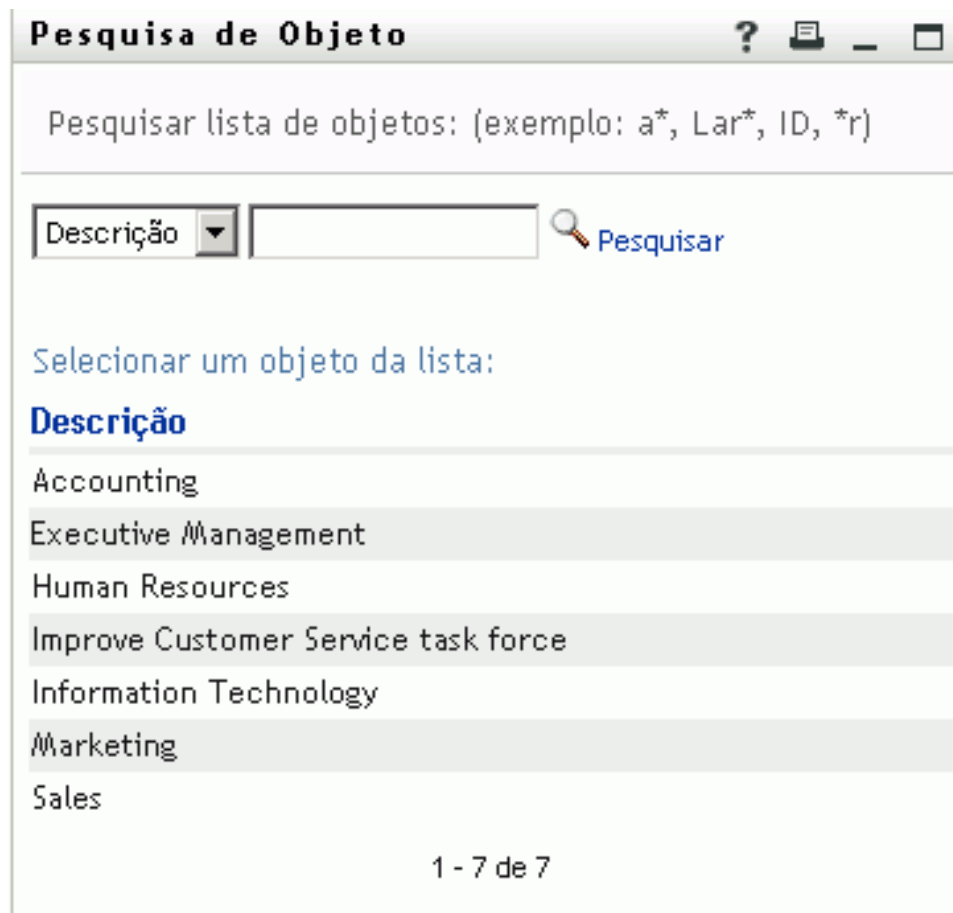 Pesquisa de Objeto
Pesquisar lista de objetos: (exemplo: a*, Lar*, ID, *r)
Descrição Pesquisar
Selecionar um objeto da lista:
Descrição
Accounting
Executive Management
Human Resources
Improve Customer Service task force
Information Technology
Marketing
Sales
1 - 7 de 7